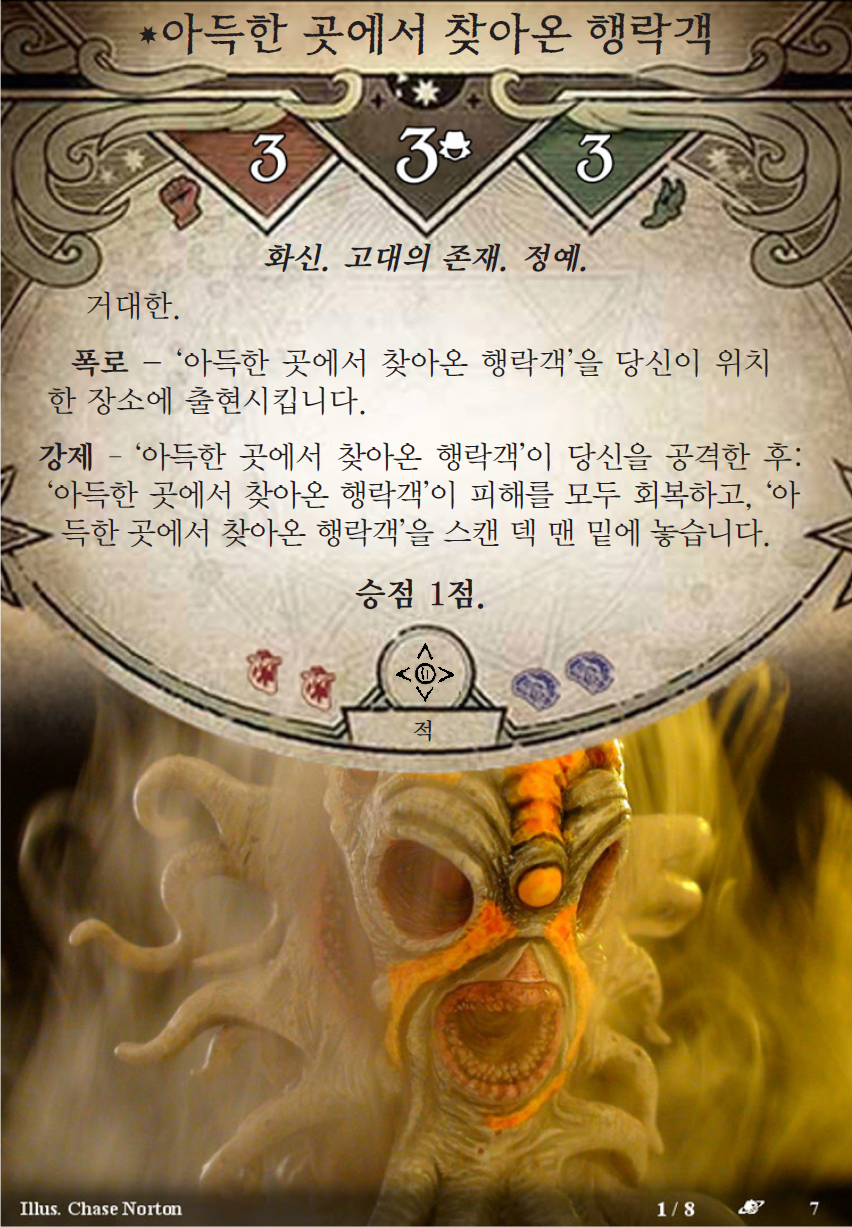 아득한 곳에서 찾아온 행락객
3 3 3
화신. 고대의 존재. 정예.
거대한.
폭로 – ‘아득한 곳에서 찾아온 행락객’을 당신이 위치
한 장소에 출현시킵니다.
강제 – ‘아득한 곳에서 찾아온 행락객’이 당신을 공격한 후:
‘아득한 곳에서 찾아온 행락객’이 피해를 모두 회복하고, ‘아
득한 곳에서 찾아온 행락객’을 스캔 덱 맨 밑에 놓습니다.
승점 1점.
적
Illus. Chase Norton 1 / 8 7